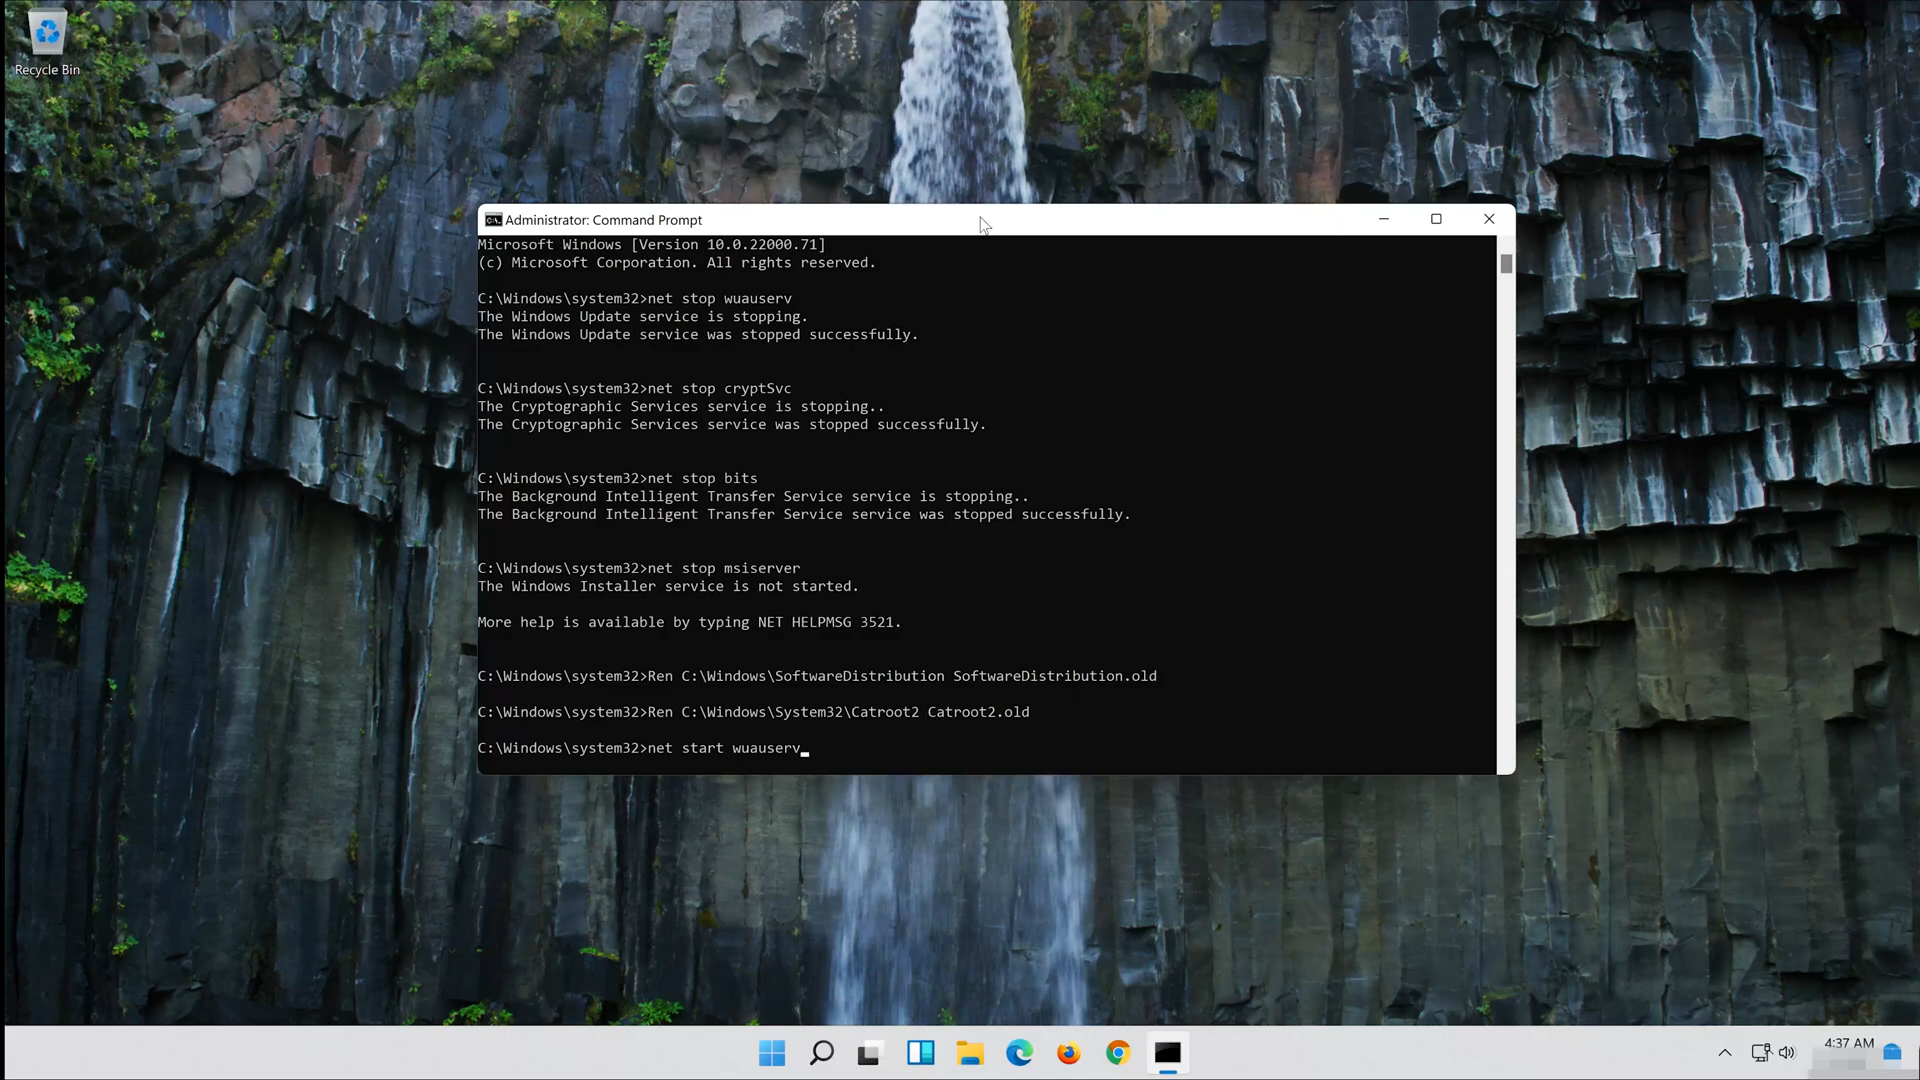 Recycle Bin
Administrator: Command Prompt
Microsoft Windows [Version 10.0.22000.71]
(c) Microsoft Corporation. All rights reserved.
C:\Windows\system32>net stop wuauserv
The Windows Update service is stopping.
The Windows Update service was stopped successfully.
C:\Windows\system32>net stop cryptSvc
The Cryptographic Services service is stopping..
The Cryptographic Services service was stopped successfully.
C:\Windows\system32>net stop bits
The Background Intelligent Transfer Service service is stopping..
The Background Intelligent Transfer Service service was stopped successfully.
C:\Windows\system32>net stop msiserver
The Windows Installer service is not started.
More help is available by typing NET HELPMSG 3521.
C:\Windows\system32>Ren C:\Windows\SoftwareDistribution SoftwareDistribution.old
C:\Windows\system32>Ren C:\Windows\System32\Catroot2 Catroot2.old
C:\Windows\system32>net start wuauserv
4:37 AM